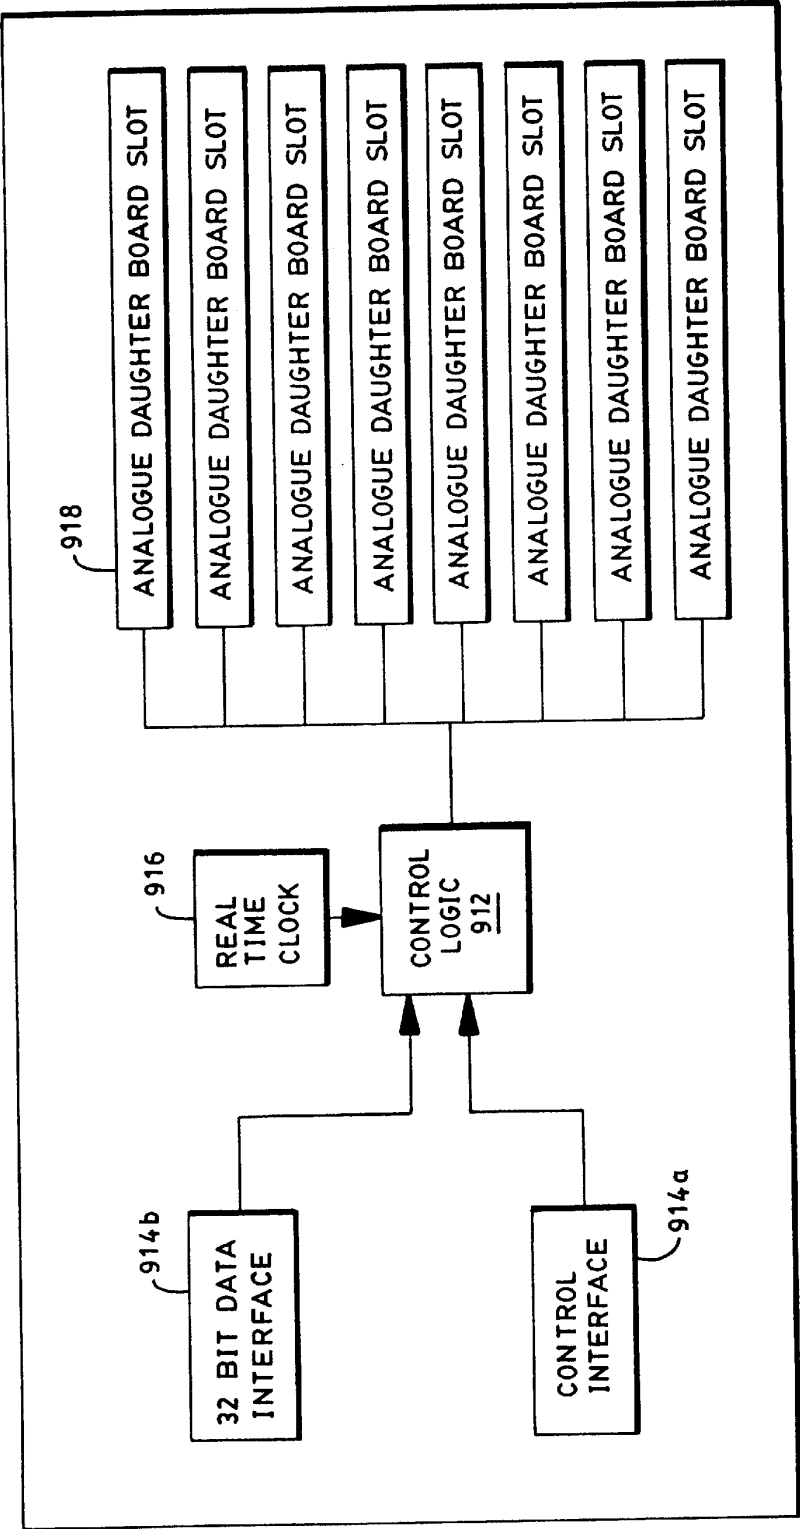 914b
32 BIT DATA
INTERFACE
CONTROL
INTERFACE
914a
916
REAL
TIME
CLOCK
CONTROL
LOGIC
912
918
ANALOGUE DAUGHTER BOARD SLOT
ANALOGUE DAUGHTER BOARD SLOT
ANALOGUE DAUGHTER BOARD SLOT
ANALOGUE DAUGHTER BOARD SLOT
ANALOGUE DAUGHTER BOARD SLOT
ANALOGUE DAUGHTER BOARD SLOT
ANALOGUE DAUGHTER BOARD SLOT
ANALOGUE DAUGHTER BOARD SLOT